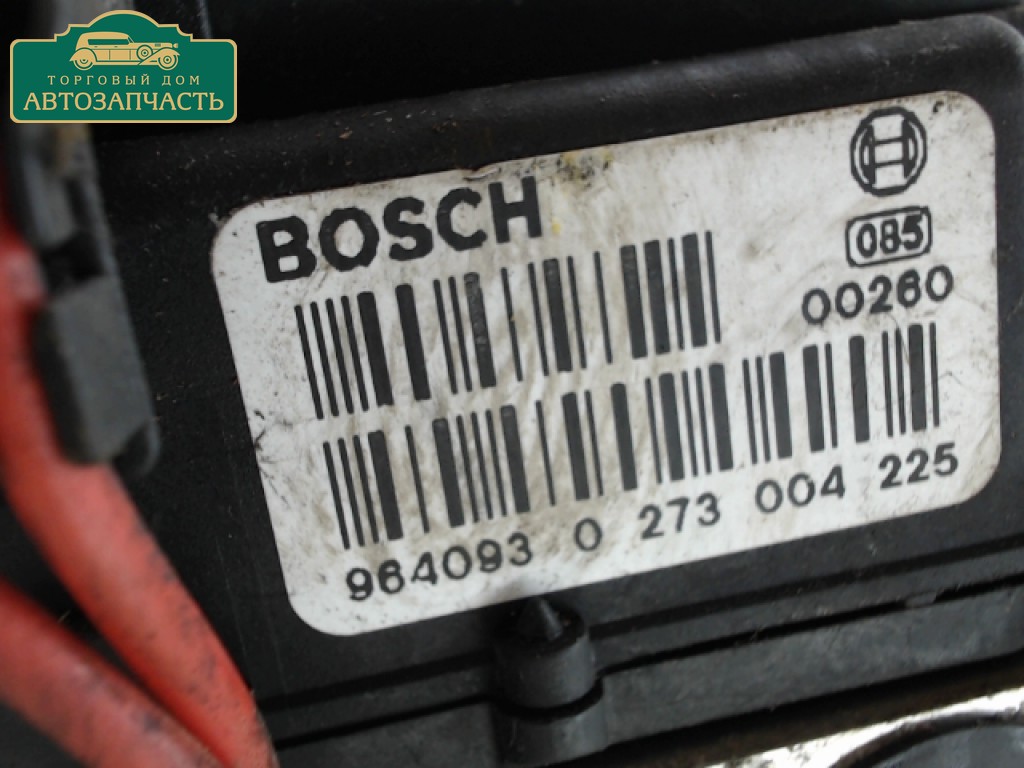 ТОРГОВЫЙ ДОМ
АВТОЗАПЧАСТЬ
BOSCH
085
00260
964093 0 273 004 225